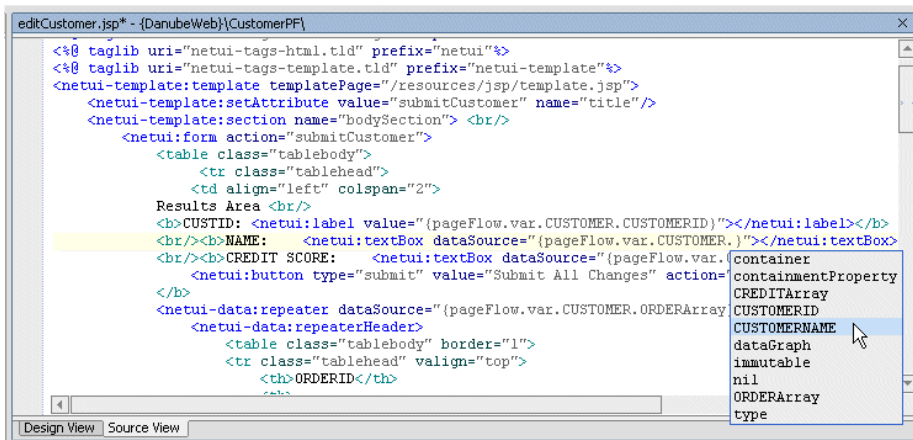 editCustomer.jsp* - {DanubeWeb}\CustomerPF\
<%@ taglib uri="netui-tags-html.tld" prefix="netui"%>
<%@ taglib uri="netui-tags-template.tld" prefix="netui-template"%>
<netui-template:template templatePage="/resources/jsp/template.jsp">
<netui-template:setAttribute value="submitCustomer" name="title"/>
<netui-template:section name="bodySection"> <br/>
<netui:form action="submitCustomer">
<table class="tablebody">
<tr class="tablehead">
<td align="left" colspan="2">
Results Area <br/>
<b>CUSTID: <netui:label value="{pageFlow.var.CUSTOMER.CUSTOMERID}"></netui:label></b>
<br/><b>NAME: <netui:textBox dataSource="{pageFlow.var.CUSTOMER.}"></netui:textBox>
<br/><b>CREDIT SCORE: <netui:textBox dataSource="{pageFlow.var.
<netui:button type="submit" value="Submit All Changes" action="
</b>
<netui-data:repeater dataSource="{pageFlow.var.CUSTOMER.ORDERArray
<netui-data:repeaterHeader>
<table class="tablebody" border="1">
<tr class="tablehead" valign="top">
<th>ORDERID</th>
container
containmentProperty
CREDITArray
CUSTOMERID
CUSTOMERNAME
dataGraph
immutable
nil
ORDERArray
type
Design View Source View